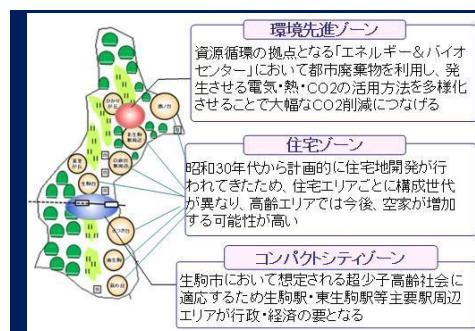 環境先進ゾーン
資源循環の拠点となる「エネルギー&バイオ
センター」において都市廃棄物を利用し、発
生させる電気・熱・CO2の活用方法を多様化
させることで大幅なCO2削減につなげる
住宅ゾーン
昭和30年代から計画的に住宅地開発が行
われてきたため、住宅エリアごとに構成世代
が異なり、高齢エリアでは今後、空家が増加
する可能性が高い
コンパクトシティゾーン
生駒市において想定される超少子高齢社会に
適応するため生駒駅・東生駒駅等主要駅周辺
エリアが行政・経済の要となる
生駒台
南生駒